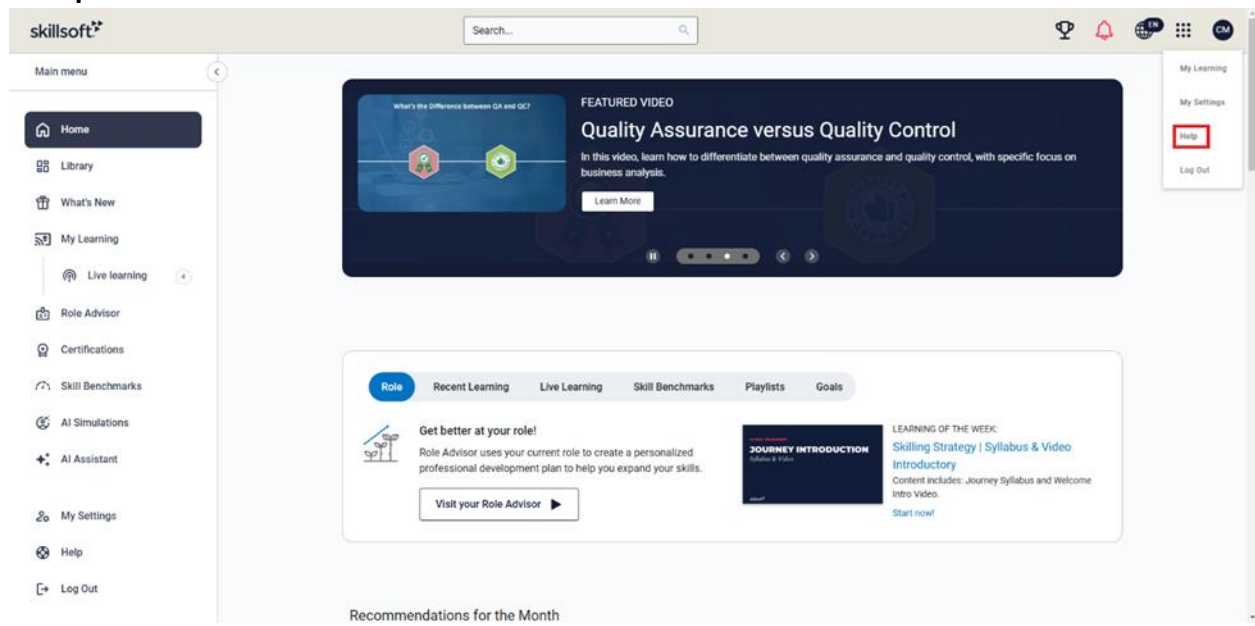 skillsoft
Search...
EN
CM
Main menu
My Learning
My Settings
Help
Log Out
Home
Library
What's New
My Learning
Live learning 4
Role Advisor
Certifications
Skill Benchmarks
AI Simulations
AI Assistant
My Settings
Help
Log Out
What's the Difference between QA and QC?
FEATURED VIDEO
Quality Assurance versus Quality Control
In this video, learn how to differentiate between quality assurance and quality control, with specific focus on
business analysis.
Learn More
Role Recent Learning Live Learning Skill Benchmarks Playlists Goals
Get better at your role!
Role Advisor uses your current role to create a personalized
professional development plan to help you expand your skills.
Visit your Role Advisor
JOURNEY INTRODUCTION
Syllabus & Video
LEARNING OF THE WEEK:
Skilling Strategy | Syllabus & Video
Introductory
Content includes: Journey Syllabus and Welcome
Intro Video.
Start now!
Recommendations for the Month